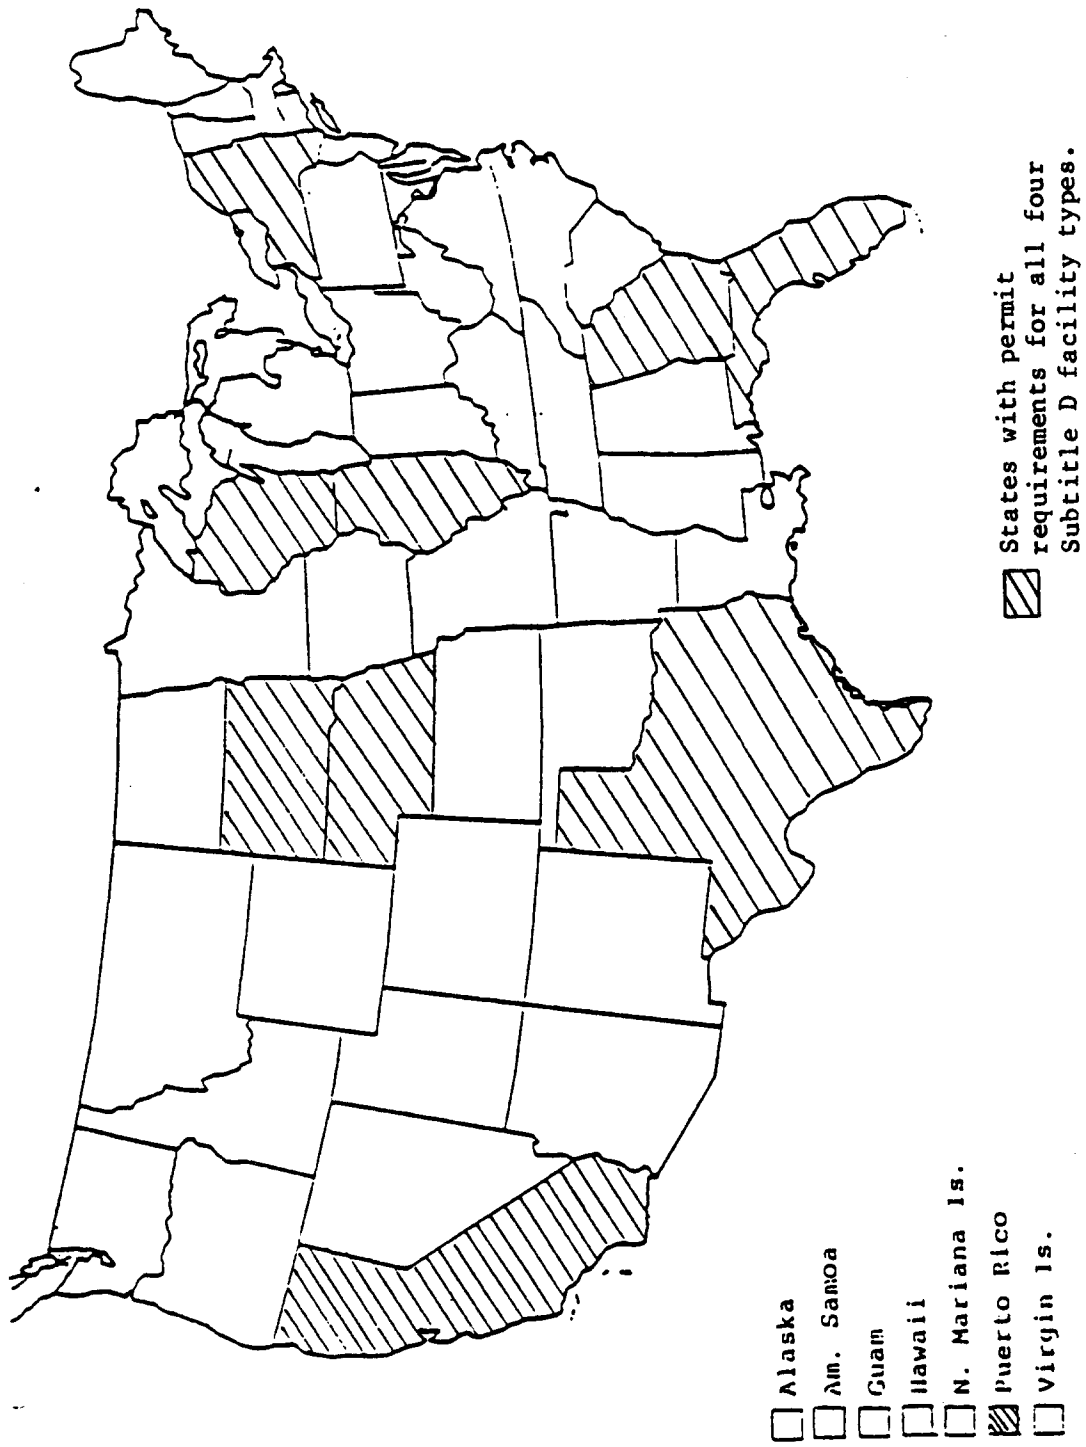 Alaska
Am. Samoa
Guam
Hawaii
N. Mariana Is.
Puerto Rico
Virgin Is.
States with permit
requirements for all four
Subtitle D facility types.